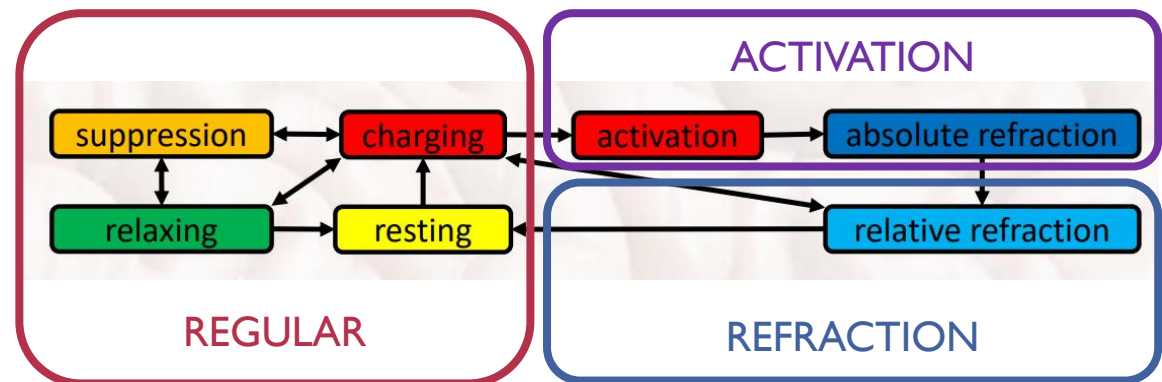 ACTIVATION
suppression
charging
activation
absolute refraction
relaxing
resting
relative refraction
REGULAR
REFRACTION